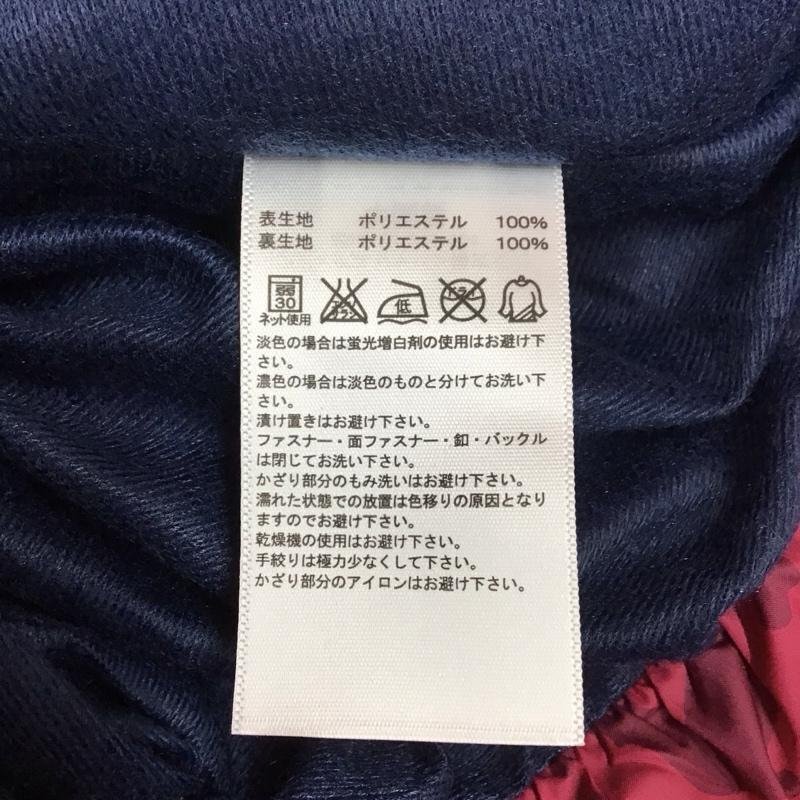 表生地 ポリエステル 100%
裏生地 ポリエステル 100%
弱
30
ネット使用
エンソ
サラシ
低
ドライ
淡色の場合は蛍光増白剤の使用はお避け下
さい。
濃色の場合は淡色のものと分けてお洗い下
さい。
漬け置きはお避け下さい。
ファスナー・面ファスナー・釦・バックル
は閉じてお洗い下さい。
かざり部分のもみ洗いはお避け下さい。
濡れた状態での放置は色移りの原因となり
ますのでお避け下さい。
乾燥機の使用はお避け下さい。
手絞りは極力少なくして下さい。
かざり部分のアイロンはお避け下さい。